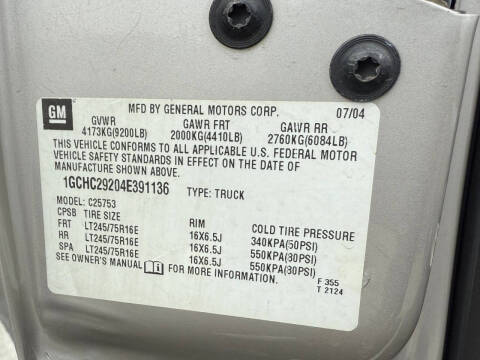 GM
MFD BY GENERAL MOTORS CORP. 07/04
GVWR GAWR FRT GAWR RR
4173KG(9200LB) 2000KG(4410LB) 2760KG(6084LB)
THIS VEHICLE CONFORMS TO ALL APPLICABLE U.S. FEDERAL MOTOR
VEHICLE SAFETY STANDARDS IN EFFECT ON THE DATE OF
MANUFACTURE SHOWN ABOVE.
1GCHC29204E391136 TYPE: TRUCK
MODEL: C25753
CPSB TIRE SIZE RIM COLD TIRE PRESSURE
FRT LT245/75R16E 16X6.5J 340KPA(50PSI)
RR LT245/75R16E 16X6.5J 550KPA(80PSI)
SPA LT245/75R16E 16X6.5J 550KPA(80PSI)
SEE OWNER'S MANUAL FOR MORE INFORMATION.
F 355
T 2124